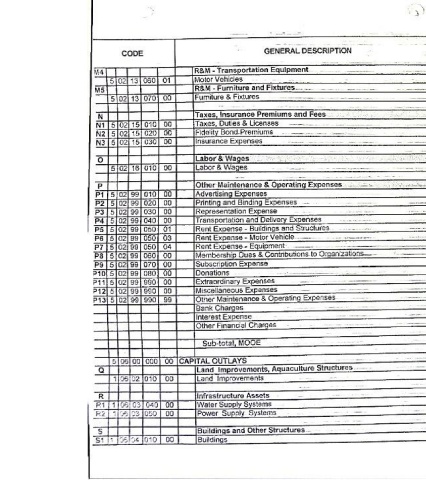 CODE GENERAL DESCRIPTION
M4 R&M - Transportation Equipment
5 02 13 060 01 Motor Vehicles
M5 R&M - Furniture and Fixtures
5 02 13 070 00 Furniture & Fixtures
N Taxes, Insurance Premiums and Fees
N1 5 02 15 010 00 Taxes, Duties & Licenses
N2 5 02 15 020 00 Fidelity Bond Premiums
N3 5 02 15 030 00 Insurance Expenses
O Labor & Wages
5 02 16 010 00 Labor & Wages
P Other Maintenance & Operating Expenses
P1 5 02 99 010 00 Advertising Expenses
P2 5 02 99 020 00 Printing and Binding Expenses
P3 5 02 99 030 00 Representation Expense
P4 5 02 99 040 00 Transportation and Delivery Expenses
P5 5 02 99 050 01 Rent Expense - Buildings and Structures
P6 5 02 99 050 03 Rent Expense - Motor Vehicle
P7 5 02 99 050 04 Rent Expense - Equipment
P8 5 02 99 060 00 Membership Dues & Contributions to Organizations
P9 5 02 99 070 00 Subscription Expense
P10 5 02 99 080 00 Donations
P11 5 02 99 990 00 Extraordinary Expenses
P12 5 02 99 990 00 Miscellaneous Expenses
P13 5 02 99 990 99 Other Maintenance & Operating Expenses
Bank Charges
Interest Expense
Other Financial Charges
Sub-total, MOOE
5 06 00 000 00 CAPITAL OUTLAYS
Q Land Improvements, Aquaculture Structures
1 06 02 010 00 Land Improvements
R Infrastructure Assets
R1 1 06 03 040 00 Water Supply Systems
R2 1 06 03 050 00 Power Supply Systems
S Buildings and Other Structures
S1 1 06 04 010 00 Buildings